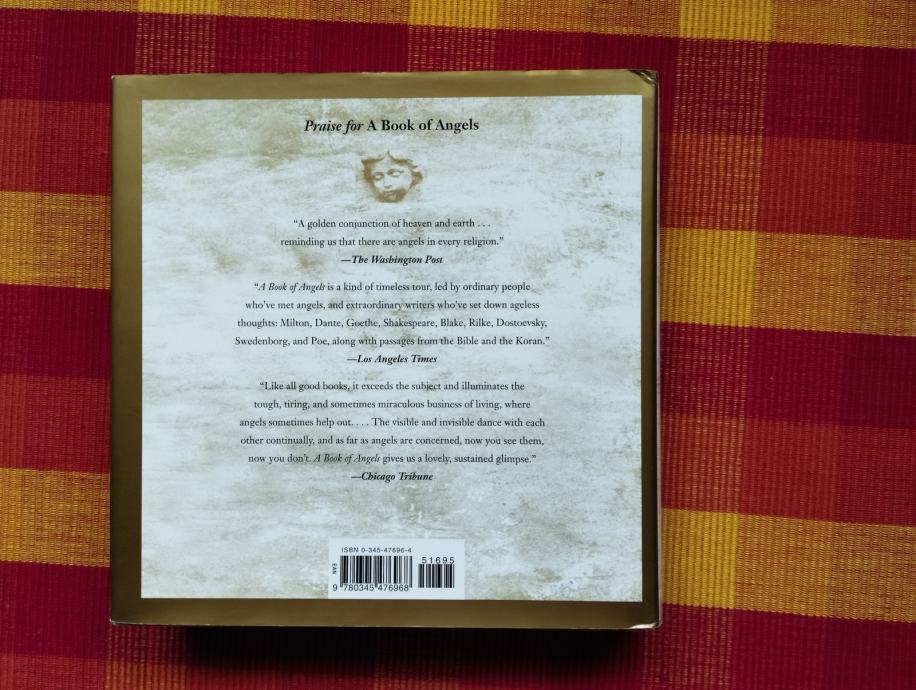 Praise for A Book of Angels
“A golden conjunction of heaven and earth . . .
reminding us that there are angels in every religion.”
—The Washington Post
“A Book of Angels is a kind of timeless tour, led by ordinary people
who’ve met angels, and extraordinary writers who’ve set down ageless
thoughts: Milton, Dante, Goethe, Shakespeare, Blake, Rilke, Dostoevsky,
Swedenborg, and Poe, along with passages from the Bible and the Koran.”
—Los Angeles Times
“Like all good books, it exceeds the subject and illuminates the
tough, tiring, and sometimes miraculous business of living, where
angels sometimes help out. . . . The visible and invisible dance with each
other continually, and as far as angels are concerned, now you see them,
now you don’t. A Book of Angels gives us a lovely, sustained glimpse.”
—Chicago Tribune
ISBN 0-345-47696-4
51695
EAN
9 780345 476968